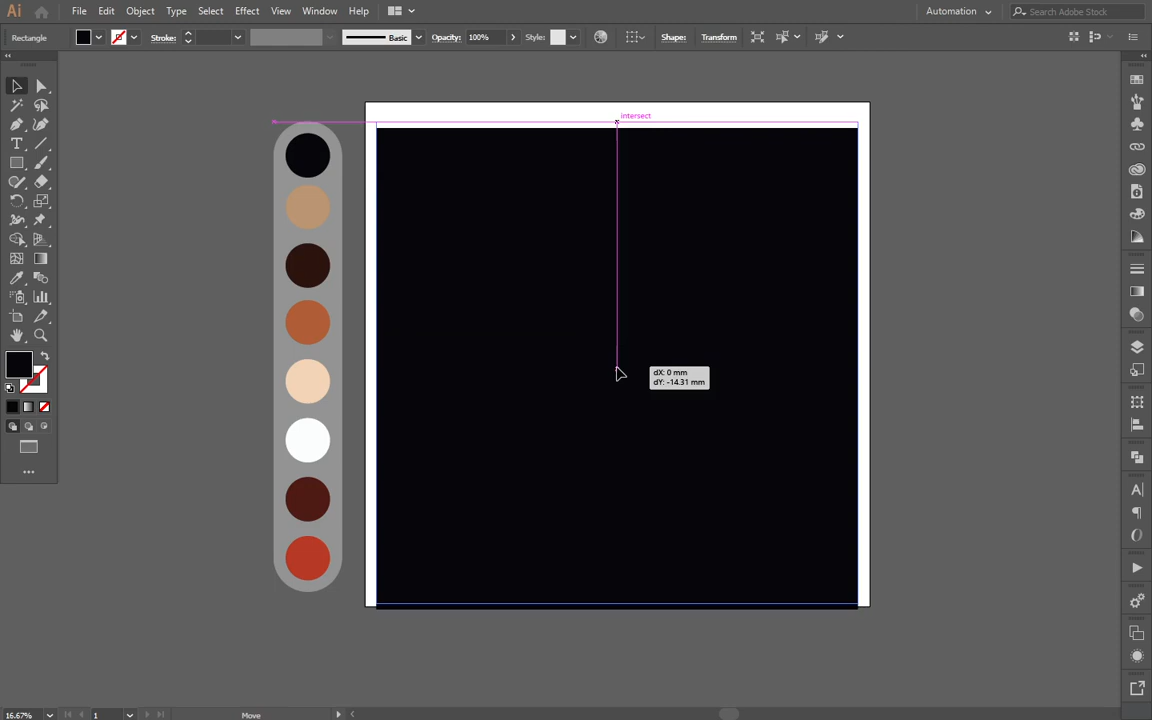 Ai File Edit Object Type Select Effect View Window Help Automation Search Adobe Stock
Rectangle Stroke: Basic Opacity: 100% Style: Shape: Transform
intersect
dX: 0 mm
dY: -14.31 mm
16.67% 1 Move